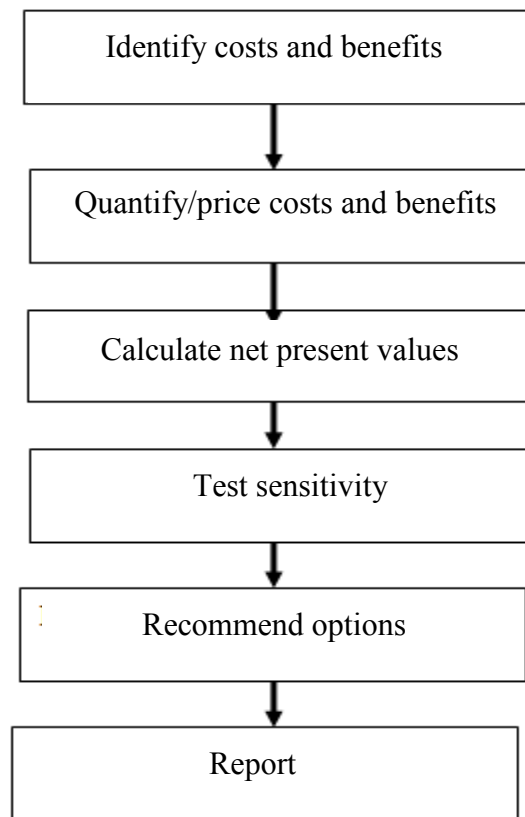 Identify costs and benefits
Quantify/price costs and benefits
Calculate net present values
Test sensitivity
Recommend options
Report